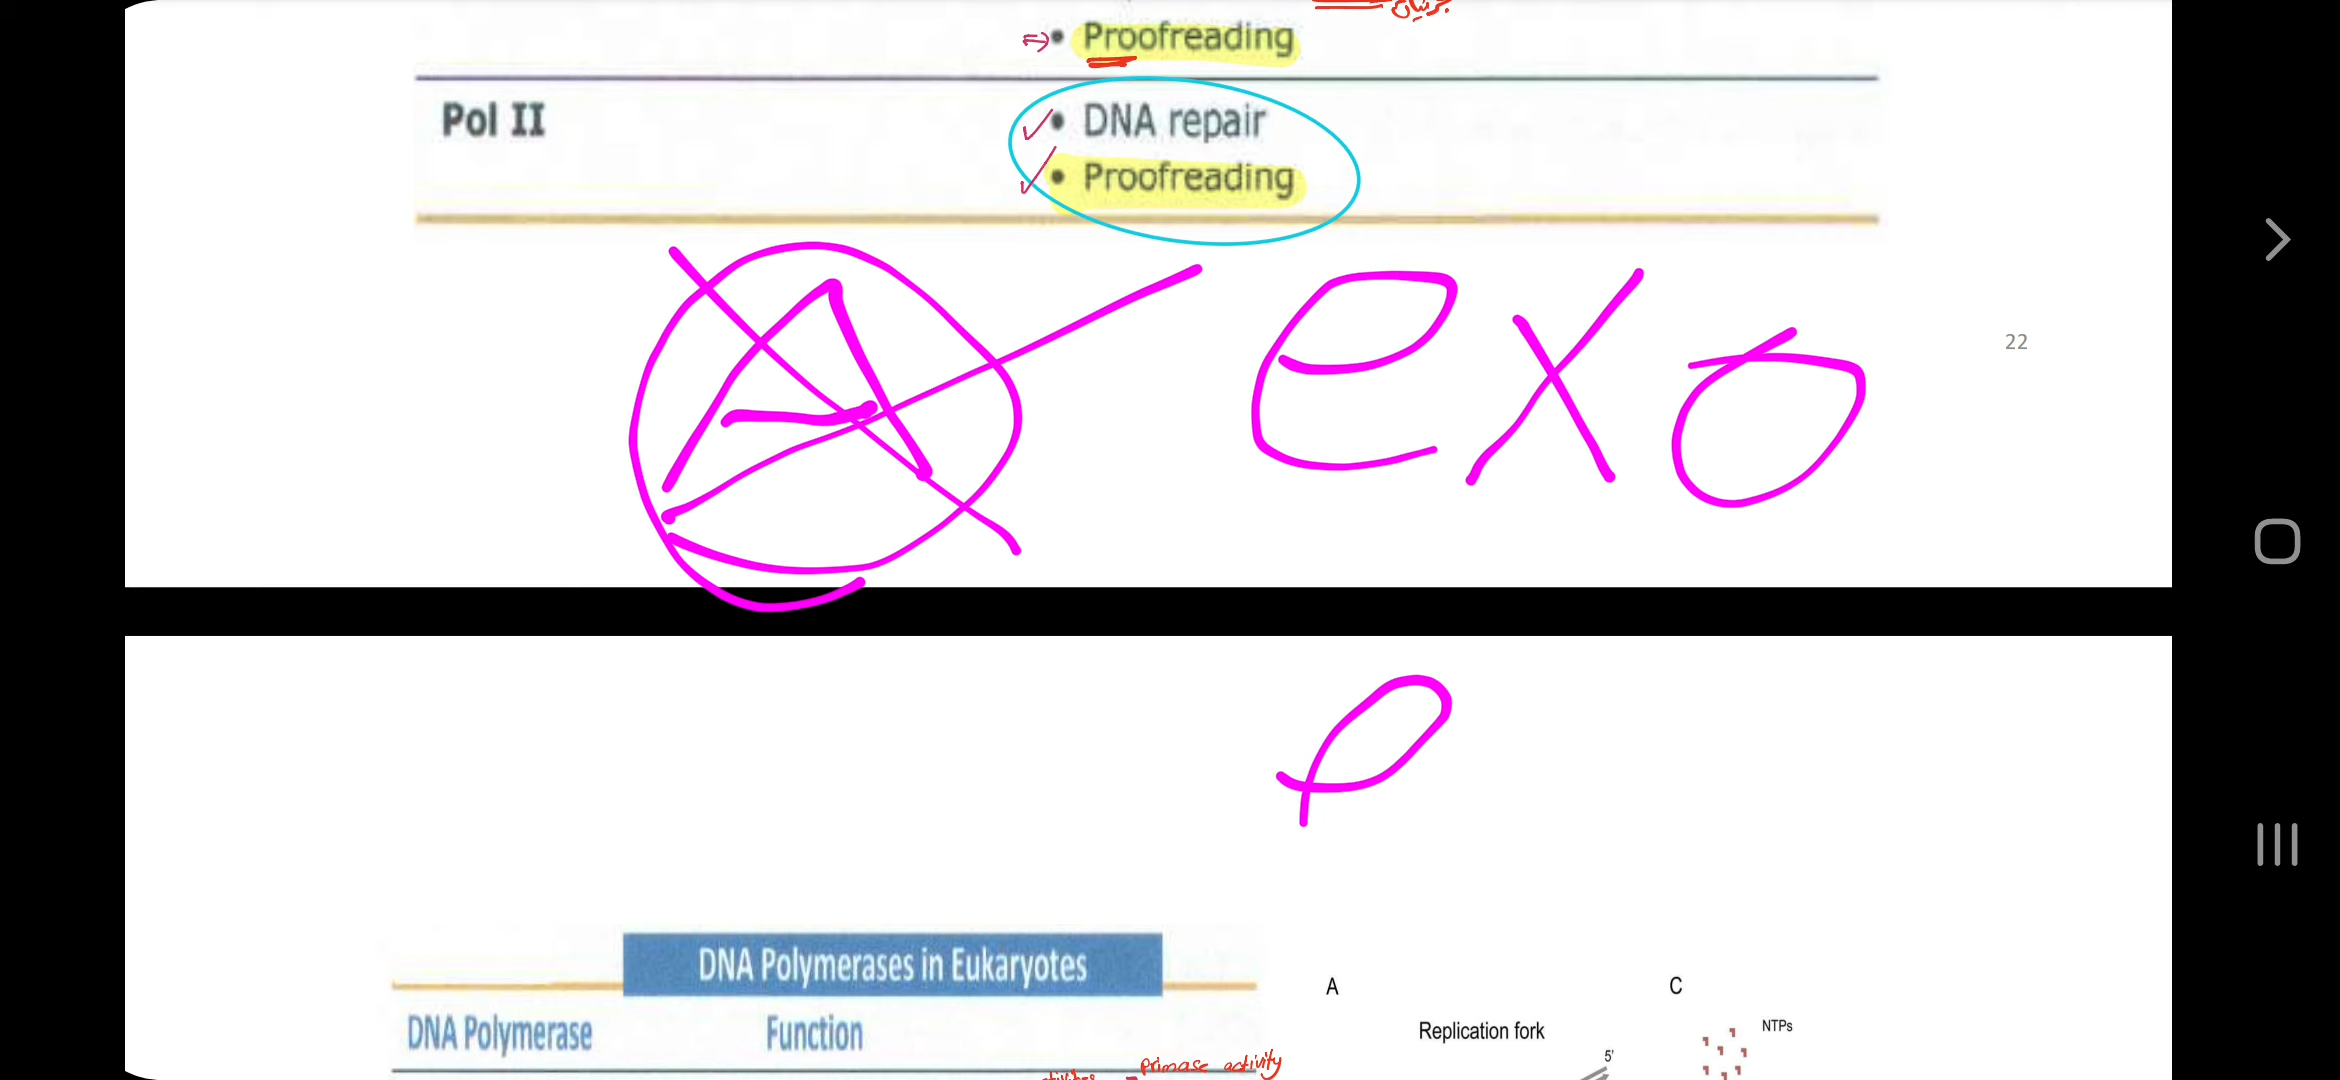 • Proofreading
Pol II
• DNA repair
• Proofreading
A
exo
22
DNA Polymerases in Eukaryotes
DNA Polymerase Function
Primase activity
A
C
Replication fork
NTPs
5'